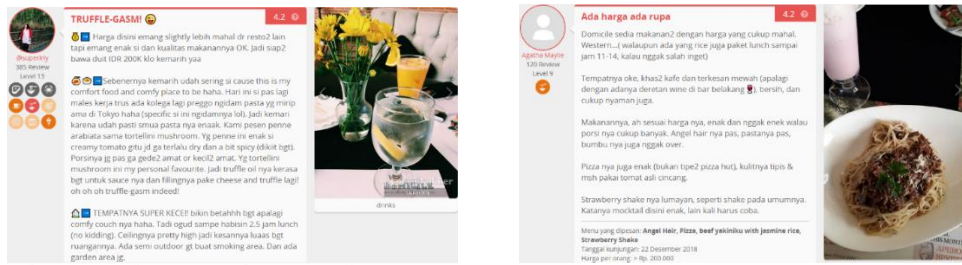 TRUFFLE-GASM!
4.2
Harga disini emang slightly lebih mahal dr resto2 lain
tapi emang enak si dan kualitas makanannya OK. Jadi siap2
bawa duit IDR 200K klo kemarih yaa
Sebenernya kemarih udah sering si cause this is my
comfort food and comfy place to be haha. Hari ini si pas lagi
males kerja trus ada kolega lagi preggo ngidam pasta yg mirip
ama di Tokyo haha (specific si ini ngidamnya lol). Jadi kemari
karena udah pasti smua pasta nya enaak. Kami pesen penne
arabiata sama tortellini mushroom. Yg penne ini enak si
creamy tomato gitu jd ga terlalu dry dan a bit spicy (dikit bgt).
Porsinya jg pas ga gede2 amat or kecil2 amat. Yg tortellini
mushroom ini my personal favourite. Jadi truffle oil nya kerasa
bgt untuk sauce nya dan fillingnya pake cheese and truffle lagi!
oh oh oh truffle-gasm indeed!
TEMPATNYA SUPER KECE!! bikin betahhh bgt apalagi
comfy couch nya haha. Tadi ogud sampe habisin 2.5 jam lunch
(no kidding). Ceilingnya pretty high jadi kesannya luaas bgt
ruangannya. Ada semi outdoor gt buat smoking area. Dan ada
garden area jg.
@superkriy
385 Review
Level 13
drinks
Ada harga ada rupa
4.2
Agatha Mayte
120 Review
Level 9
Domicile sedia makanan2 dengan harga yang cukup mahal.
Western...( walaupun ada yang rice juga paket lunch sampai
jam 11-14, kalau nggak salah inget)
Tempatnya oke, khas2 kafe dan terkesan mewah (apalagi
dengan adanya deretan wine di bar belakang), bersih, dan
cukup nyaman juga.
Makanannya, ah sesuai harga nya, enak dan nggak enek walau
porsi nya cukup banyak. Angel hair nya pas, pastanya pas,
bumbu nya juga nggak over.
Pizza nya juga enak (bukan tipe2 pizza hut), kulitnya tipis &
mph pakai tomat asli cincang.
Strawberry shake nya lumayan, seperti shake pada umumnya.
Katanya mocktail disini enak, lain kali harus coba.
Menu yang dipesan: Angel Hair, Pizza, beef yakiniku with jasmine rice,
Strawberry Shake
Tanggal kunjungan: 22 Desember 2018
Harga per orang: > Rp. 200.000